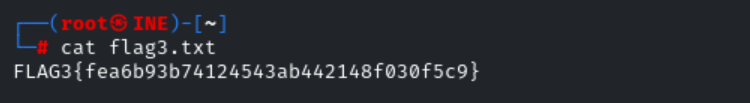 ┌──(root㉿INE)-[~]
└─# cat flag3.txt
FLAG3{fea6b93b74124543ab442148f030f5c9}